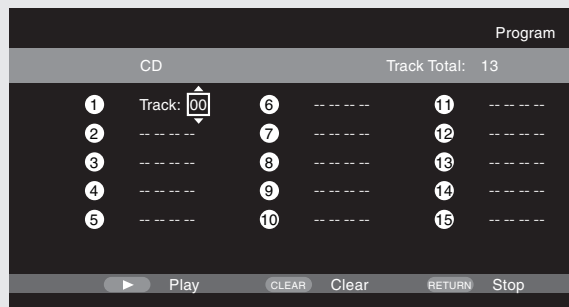 Program
CD Track Total: 13
1 Track: 00 6 -- -- -- -- 11 -- -- -- --
2 -- -- -- -- 7 -- -- -- -- 12 -- -- -- --
3 -- -- -- -- 8 -- -- -- -- 13 -- -- -- --
4 -- -- -- -- 9 -- -- -- -- 14 -- -- -- --
5 -- -- -- -- 10 -- -- -- -- 15 -- -- -- --
Play CLEAR Clear RETURN Stop